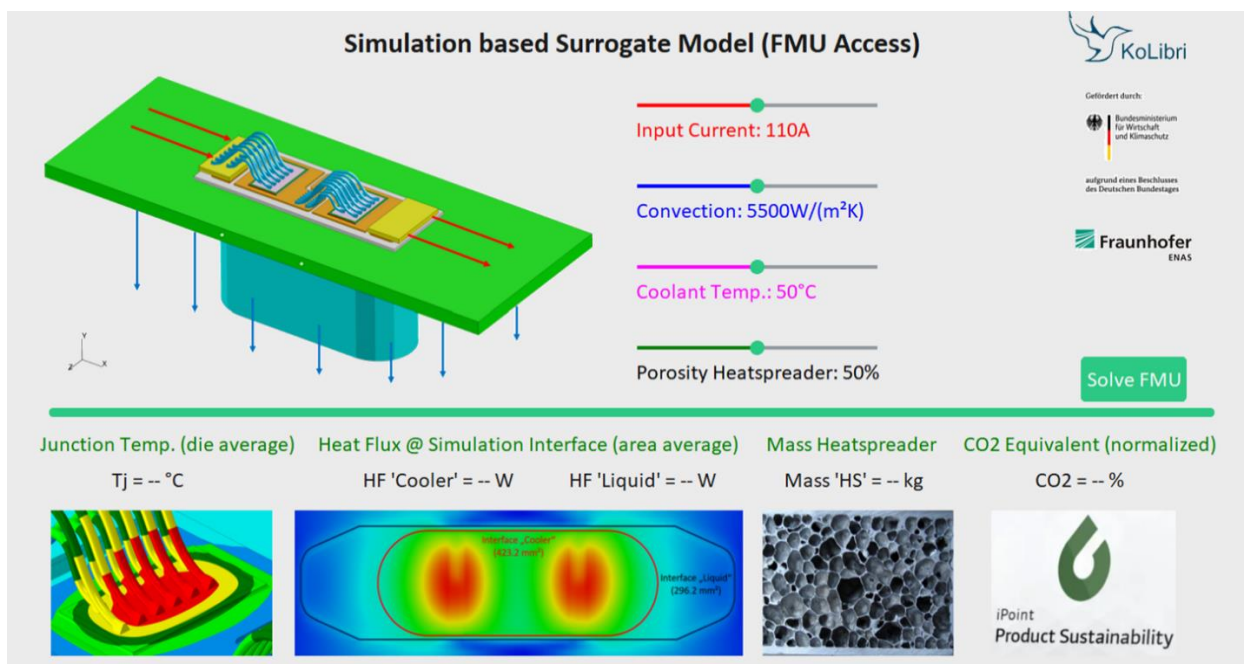 Simulation based Surrogate Model (FMU Access)
KoLibri
Gefördert durch:
Bundesministerium
für Wirtschaft
und Klimaschutz
aufgrund eines Beschlusses
des Deutschen Bundestages
Fraunhofer
ENAS
Input Current: 110A
Convection: 5500W/(m²K)
Coolant Temp.: 50°C
Porosity Heatspreader: 50%
Solve FMU
Y
Z
X
Junction Temp. (die average)
Heat Flux @ Simulation Interface (area average)
Mass Heatspreader
CO2 Equivalent (normalized)
Tj = -- °C
HF 'Cooler' = -- W
HF 'Liquid' = -- W
Mass 'HS' = -- kg
CO2 = -- %
Interface „Cooler“
(423.2 mm²)
Interface „Liquid“
(296.2 mm²)
iPoint
Product Sustainability